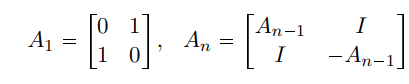 $A_1 = \begin{bmatrix} 0 & 1 \\ 1 & 0 \end{bmatrix}, \quad A_n = \begin{bmatrix} A_{n-1} & I \\ I & -A_{n-1} \end{bmatrix}$